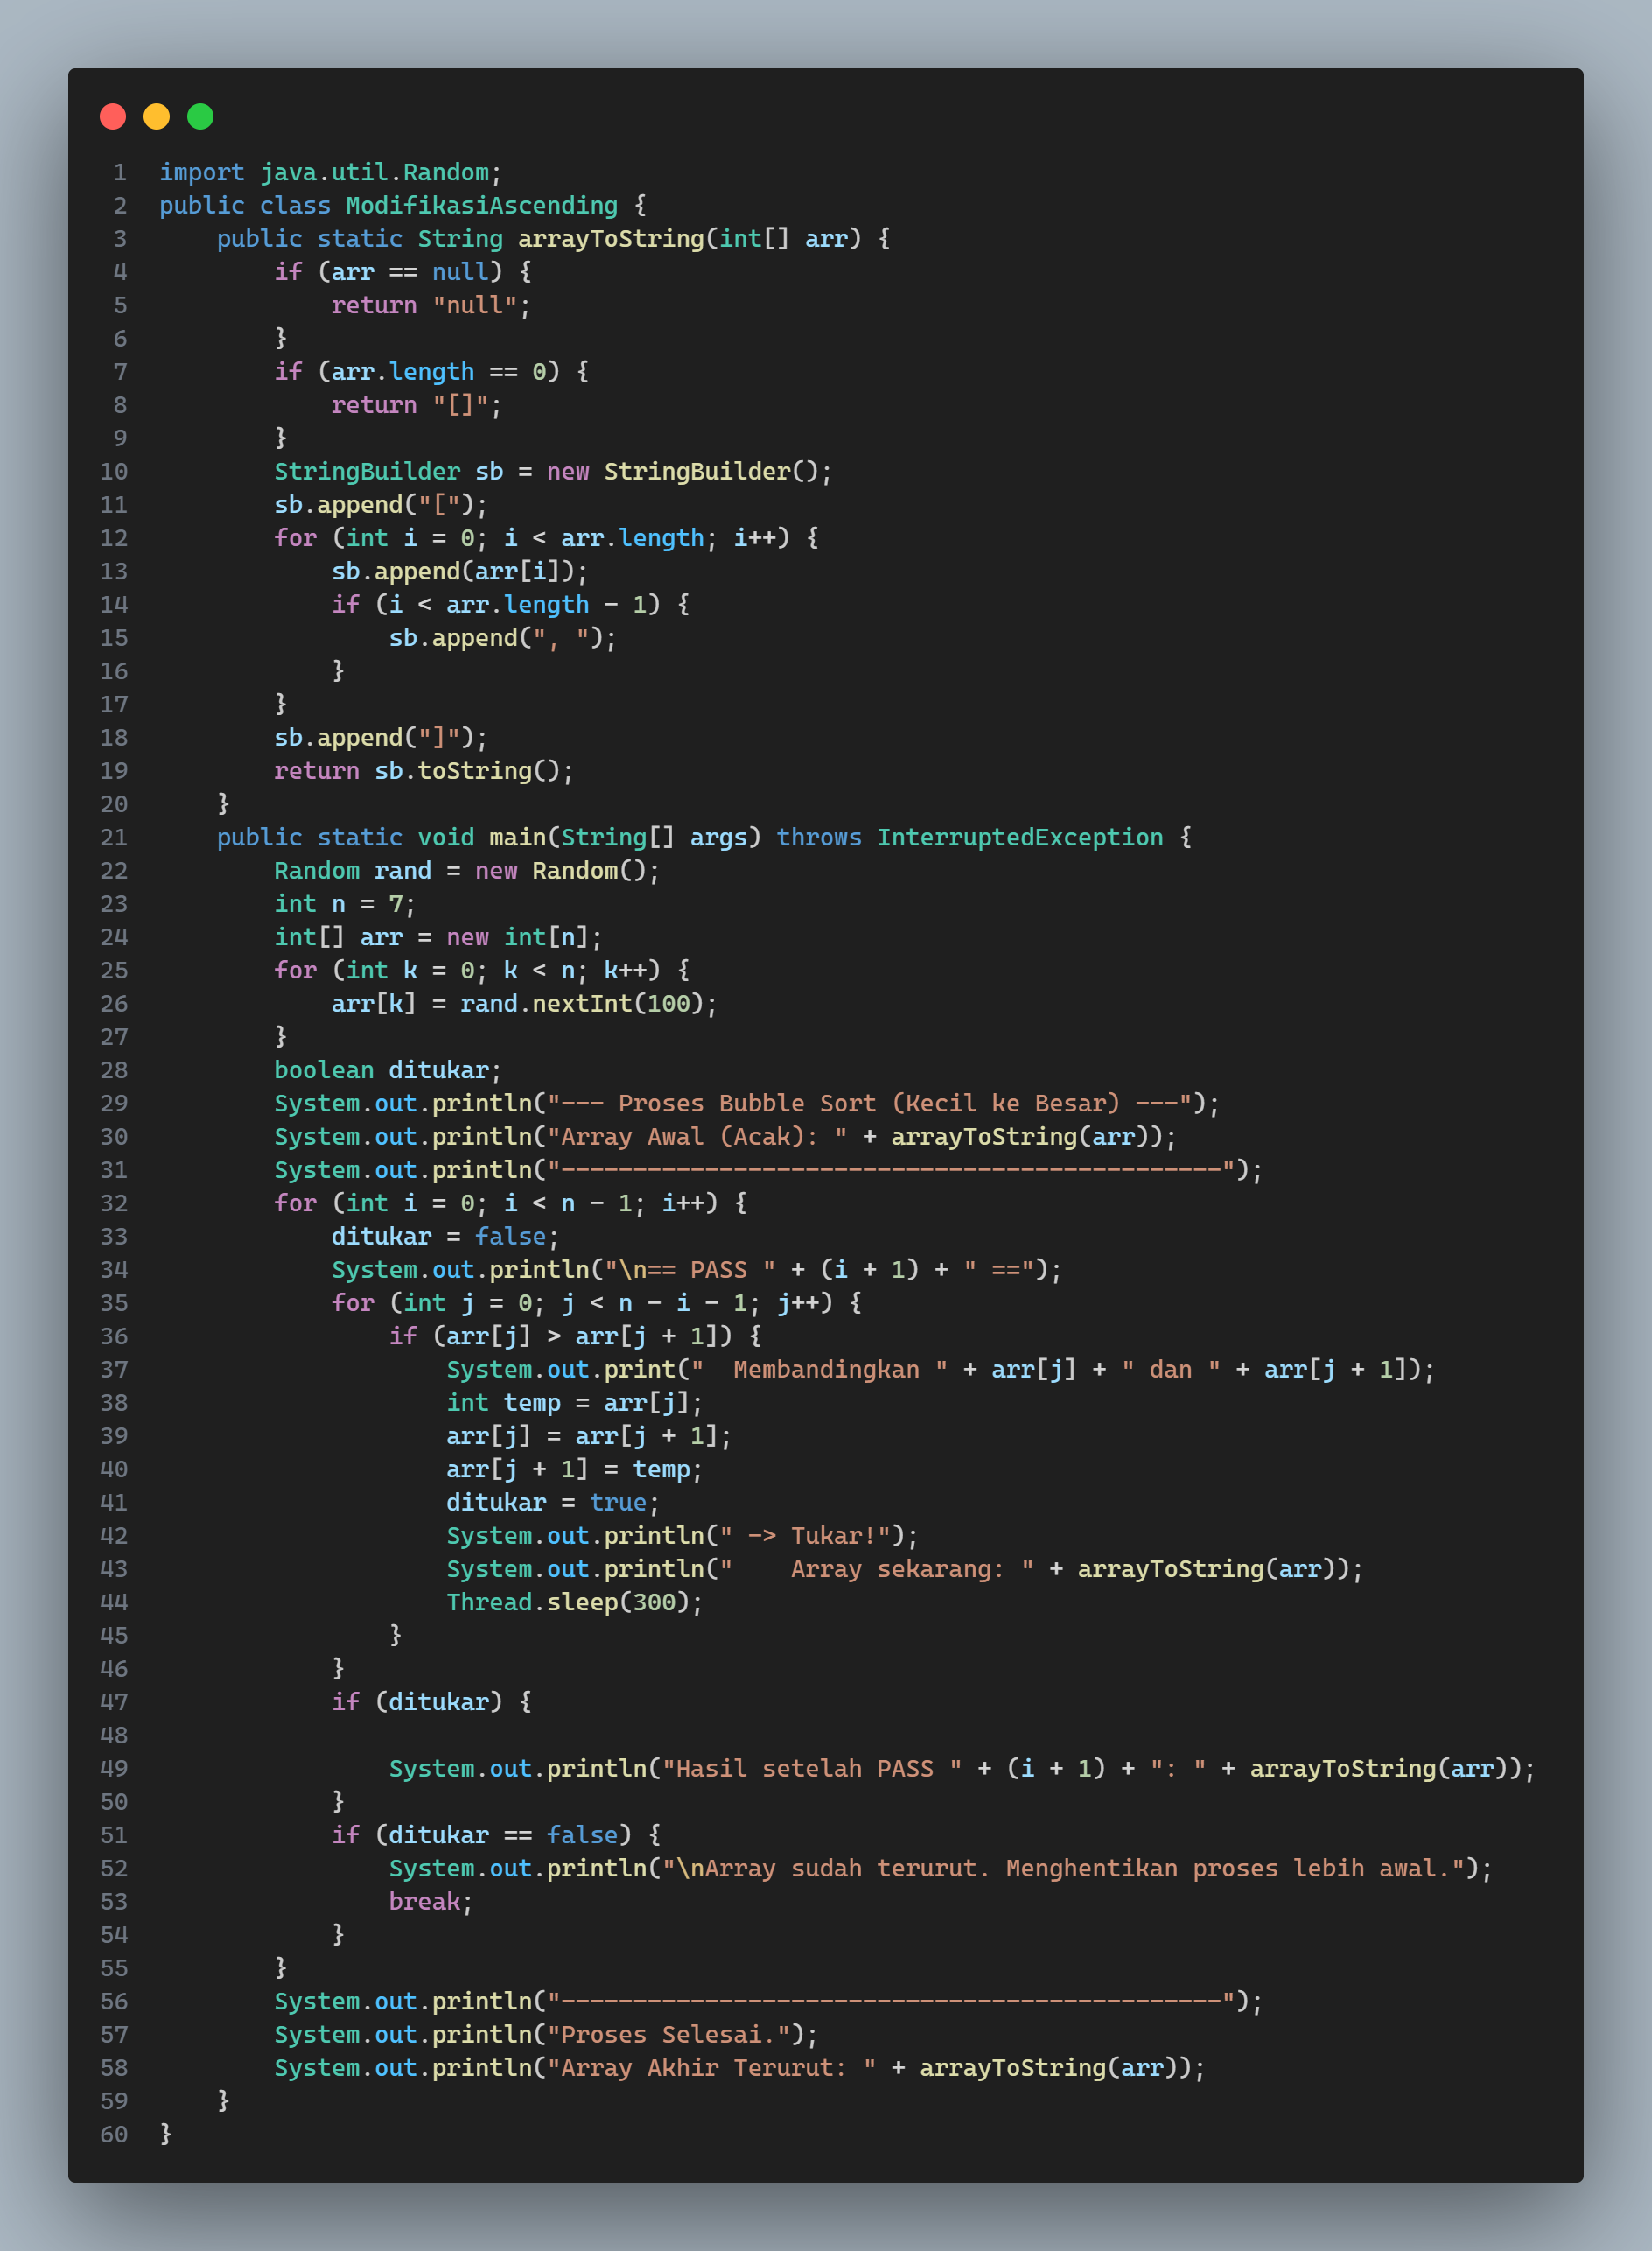 1 import java.util.Random;
2 public class ModifikasiAscending {
3     public static String arrayToString(int[] arr) {
4         if (arr == null) {
5             return "null";
6         }
7         if (arr.length == 0) {
8             return "[]";
9         }
10         StringBuilder sb = new StringBuilder();
11         sb.append("[");
12         for (int i = 0; i < arr.length; i++) {
13             sb.append(arr[i]);
14             if (i < arr.length - 1) {
15                 sb.append(", ");
16             }
17         }
18         sb.append("]");
19         return sb.toString();
20     }
21     public static void main(String[] args) throws InterruptedException {
22         Random rand = new Random();
23         int n = 7;
24         int[] arr = new int[n];
25         for (int k = 0; k < n; k++) {
26             arr[k] = rand.nextInt(100);
27         }
28         boolean ditukar;
29         System.out.println("--- Proses Bubble Sort (Kecil ke Besar) ---");
30         System.out.println("Array Awal (Acak): " + arrayToString(arr));
31         System.out.println("----------------------------------------------");
32         for (int i = 0; i < n - 1; i++) {
33             ditukar = false;
34             System.out.println("\n== PASS " + (i + 1) + " ==");
35             for (int j = 0; j < n - i - 1; j++) {
36                 if (arr[j] > arr[j + 1]) {
37                     System.out.print("  Membandingkan " + arr[j] + " dan " + arr[j + 1]);
38                     int temp = arr[j];
39                     arr[j] = arr[j + 1];
40                     arr[j + 1] = temp;
41                     ditukar = true;
42                     System.out.println(" -> Tukar!");
43                     System.out.println("    Array sekarang: " + arrayToString(arr));
44                     Thread.sleep(300);
45                 }
46             }
47             if (ditukar) {
48
49                 System.out.println("Hasil setelah PASS " + (i + 1) + ": " + arrayToString(arr));
50             }
51             if (ditukar == false) {
52                 System.out.println("\nArray sudah terurut. Menghentikan proses lebih awal.");
53                 break;
54             }
55         }
56         System.out.println("----------------------------------------------");
57         System.out.println("Proses Selesai.");
58         System.out.println("Array Akhir Terurut: " + arrayToString(arr));
59     }
60 }